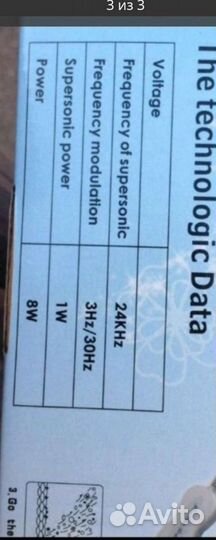 3 из 3
The technologic Data
Voltage
Frequency of supersonic 24KHz
Frequency modulation 3Hz/30Hz
Supersonic power 1W
Power 8W
3. Go the
Avito